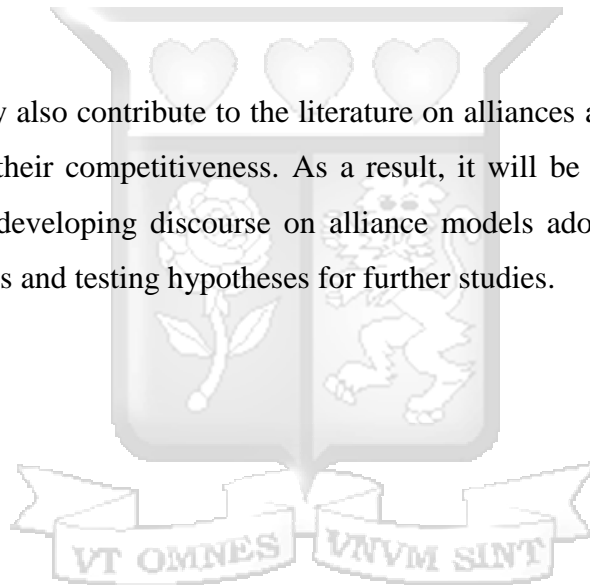 also contribute to the literature on alliances
their competitiveness. As a result, it will be
developing discourse on alliance models
and testing hypotheses for further studies.
VT OMNES VNVM SINT